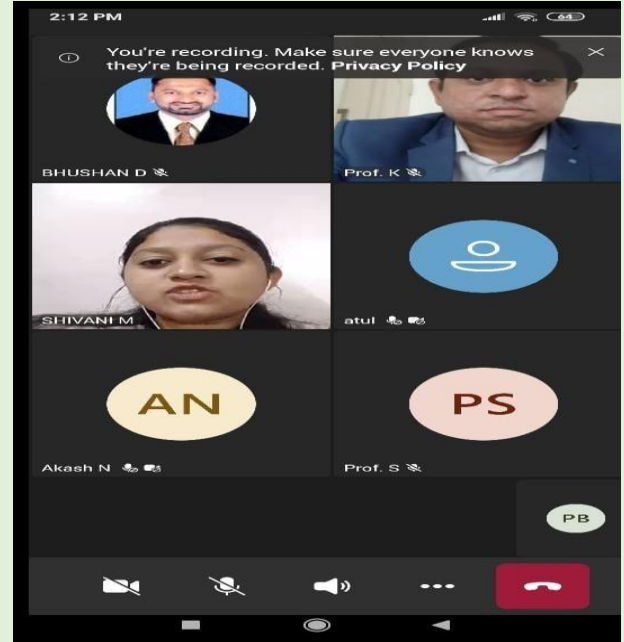 2:12 PM
64
You're recording. Make sure everyone knows
they're being recorded. Privacy Policy
BHUSHAN D
Prof. K
SHIVANI M
atul
AN
PS
Akash N
Prof. S
PB